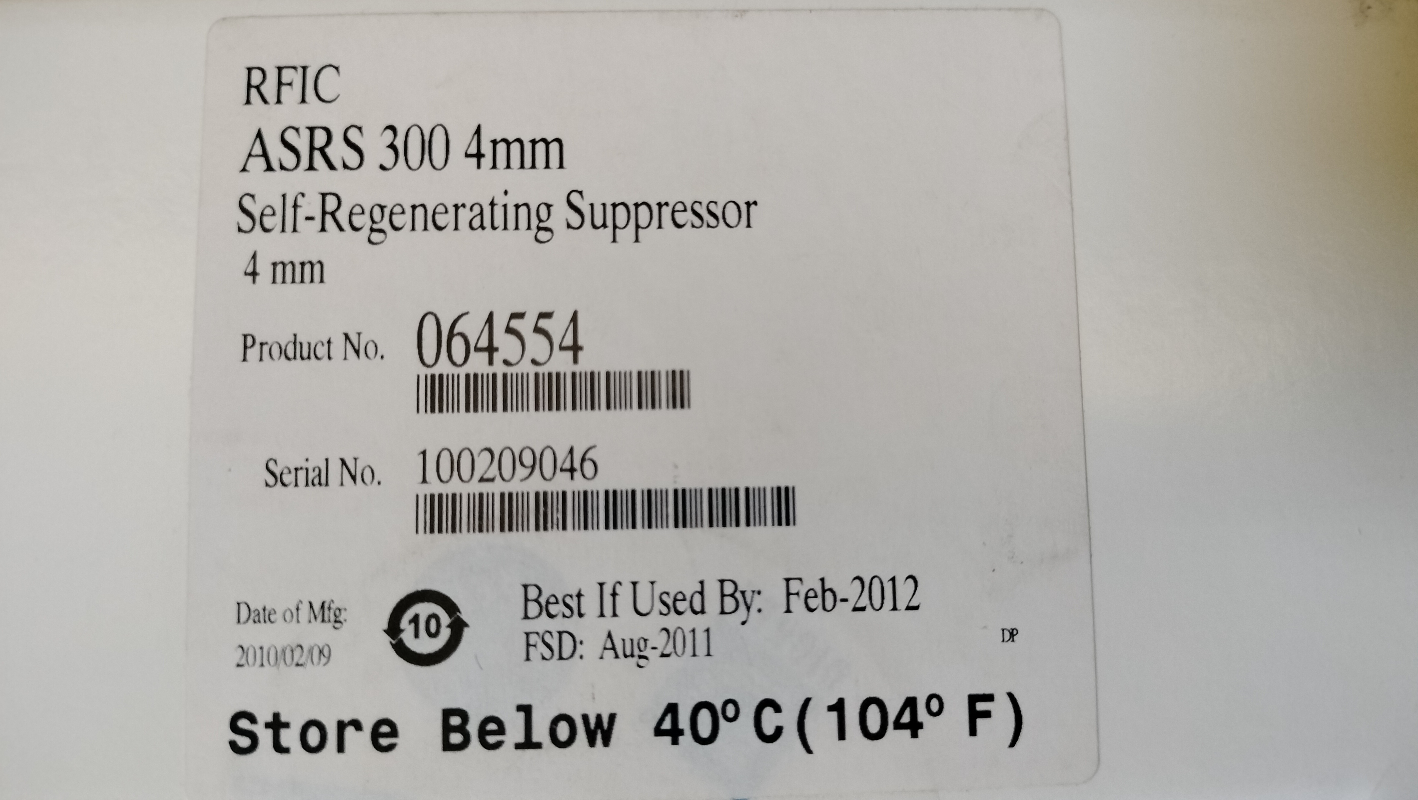 RFIC
ASRS 300 4mm
Self-Regenerating Suppressor
4 mm
Product No. 064554
Serial No. 100209046
Date of Mfg: 10 Best If Used By: Feb-2012
2010/02/09 FSD: Aug-2011 DP
Store Below 40° C (104° F)